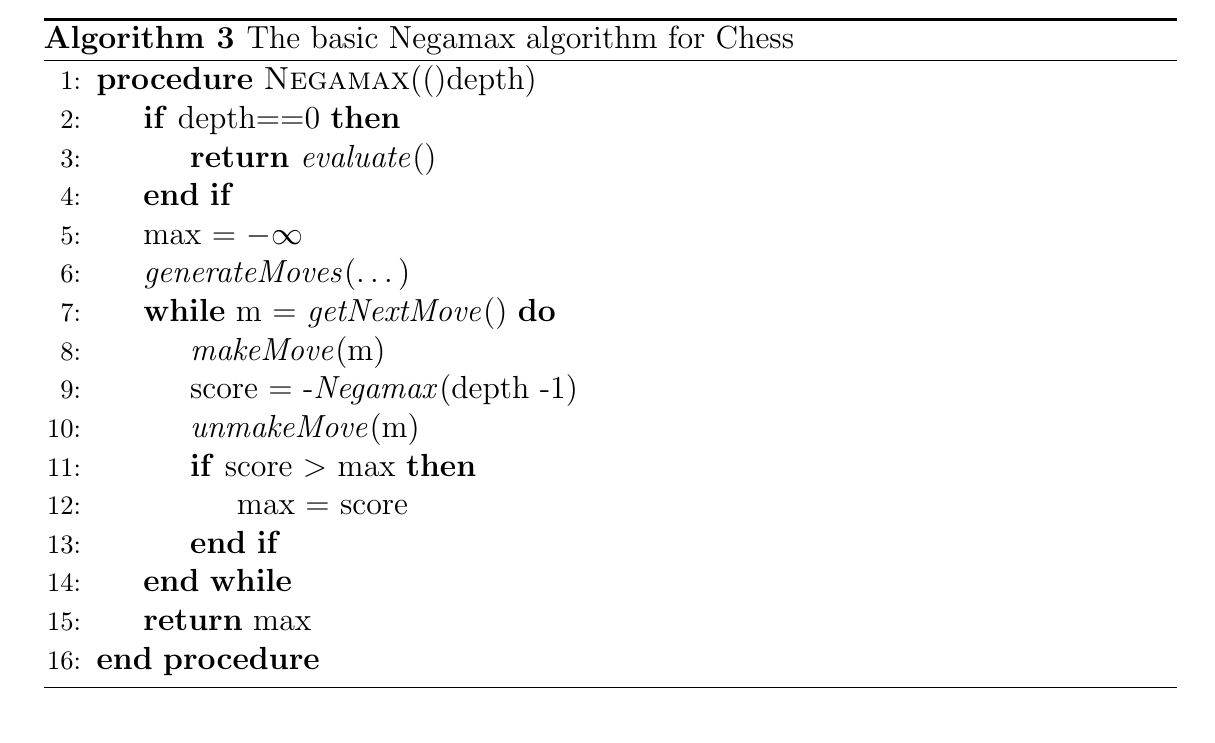 Algorithm 3 The basic Negamax algorithm for Chess
1: procedure NEGAMAX(()depth)
2: if depth==0 then
3: return evaluate()
4: end if
5: max = −∞
6: generateMoves(...)
7: while m = getNextMove() do
8: makeMove(m)
9: score = -Negamax(depth -1)
10: unmakeMove(m)
11: if score > max then
12: max = score
13: end if
14: end while
15: return max
16: end procedure